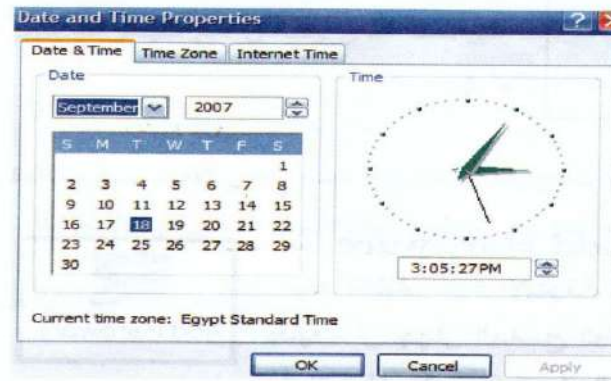 Date and Time Properties
Date & Time Time Zone Internet Time
Date
Time
September 2007
S M T W T F S
1
2 3 4 5 6 7 8
9 10 11 12 13 14 15
16 17 18 19 20 21 22
23 24 25 26 27 28 29
30
3:05:27PM
Current time zone: Egypt Standard Time
OK Cancel Apply